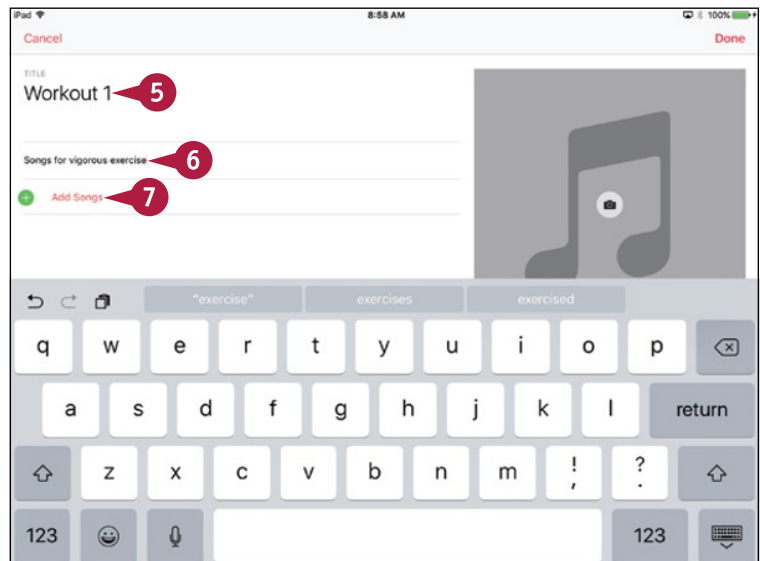 iPad 8:58 AM 100%
Cancel Done
TITLE
Workout 1 5
Songs for vigorous exercise 6
Add Songs 7
"exercise" exercises exercised
q w e r t y u i o p
a s d f g h j k l return
z x c v b n m ! , ? .
123 123